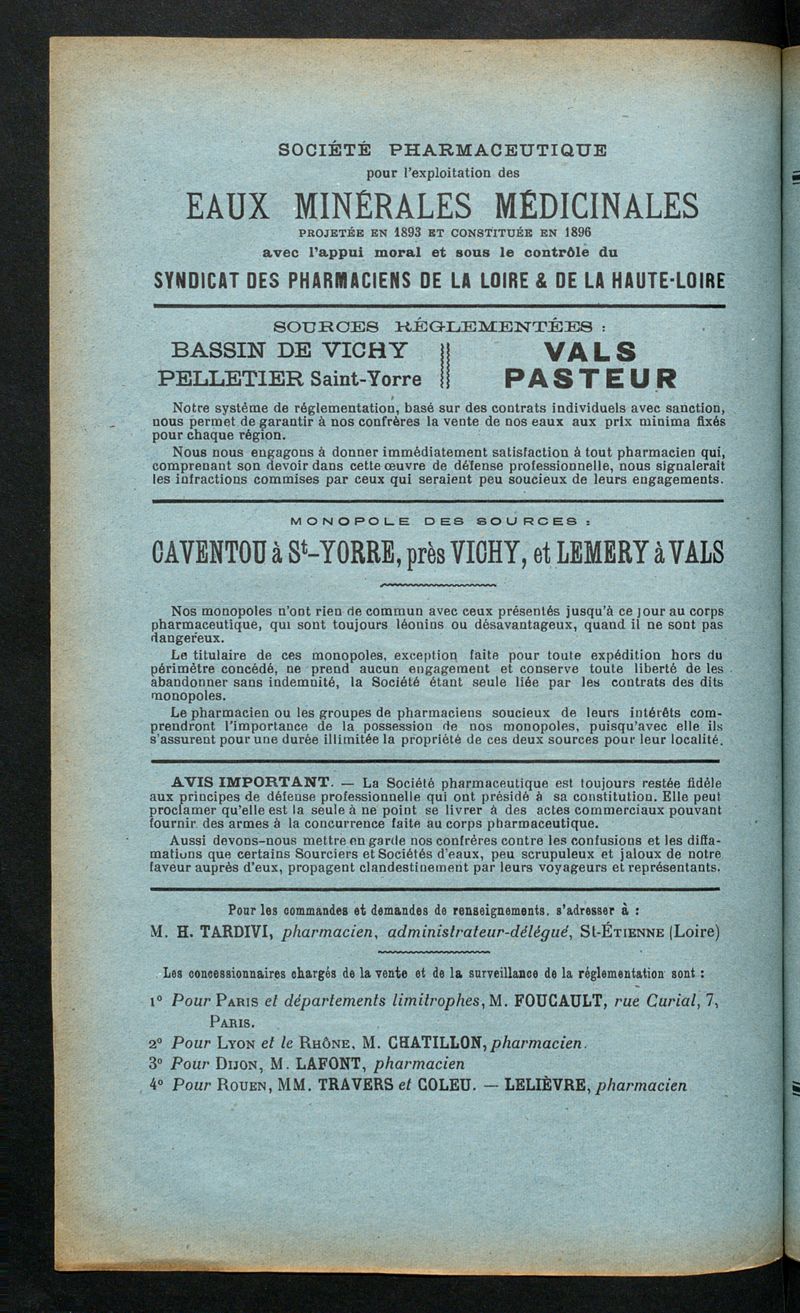 SOCIÉTÉ PHARMACEUTIQUE
pour l'exploitation des
EAUX MINÉRALES MÉDICINALES
PROJETÉE EN 1893 ET CONSTITUÉE EN 1896
avec l'appui moral et sous le contrôle du
SYNDICAT DES PHARMACIENS DE LA LOIRE & DE LA HAUTE-LOIRE
SOURCES RÉGLEMENTÉES :
BASSIN DE VICHY
PELLETIER Saint-Yorre
VALS
PASTEUR
Notre système de réglementation, basé sur des contrats individuels avec sanction,
nous permet de garantir à nos confrères la vente de nos eaux aux prix minima fixés
pour chaque région.
Nous nous engagons à donner immédiatement satisfaction à tout pharmacien qui,
comprenant son devoir dans cette œuvre de défense professionnelle, nous signalerait
les infractions commises par ceux qui seraient peu soucieux de leurs engagements.
MONOPOLE DES SOURCES :
CAVENTOU à St-YORRE, près VICHY, et LEMERY à VALS
Nos monopoles n'ont rien de commun avec ceux présentés jusqu'à ce jour au corps
pharmaceutique, qui sont toujours léonins ou désavantageux, quand il ne sont pas
dangereux.
Le titulaire de ces monopoles, exception faite pour toute expédition hors du
périmètre concédé, ne prend aucun engagement et conserve toute liberté de les
abandonner sans indemnité, la Société étant seule liée par les contrats des dits
monopoles.
Le pharmacien ou les groupes de pharmaciens soucieux de leurs intérêts com-
prendront l'importance de la possession de nos monopoles, puisqu'avec elle ils
s'assurent pour une durée illimitée la propriété de ces deux sources pour leur localité.
AVIS IMPORTANT. — La Société pharmaceutique est toujours restée fidèle
aux principes de défense professionnelle qui ont présidé à sa constitution. Elle peut
proclamer qu'elle est la seule à ne point se livrer à des actes commerciaux pouvant
fournir des armes à la concurrence faite au corps pharmaceutique.
Aussi devons-nous mettre en garde nos confrères contre les confusions et les diffa-
mations que certains Sourciers et Sociétés d'eaux, peu scrupuleux et jaloux de notre
faveur auprès d'eux, propagent clandestinement par leurs voyageurs et représentants.
Pour les commandes et demandes de renseignements, s'adresser à :
M. H. TARDIVI, pharmacien, administrateur-délégué, St-ÉTIENNE (Loire)
Les concessionnaires chargés de la vente et de la surveillance de la réglementation sont :
1° Pour PARIS et départements limitrophes, M. FOUCAULT, rue Curial, 7,
PARIS.
2° Pour LYON et le RHÔNE, M. CHATILLON, pharmacien.
3° Pour DIJON, M. LAFONT, pharmacien
4° Pour ROUEN, MM. TRAVERS et COLEU. — LELIÈVRE, pharmacien